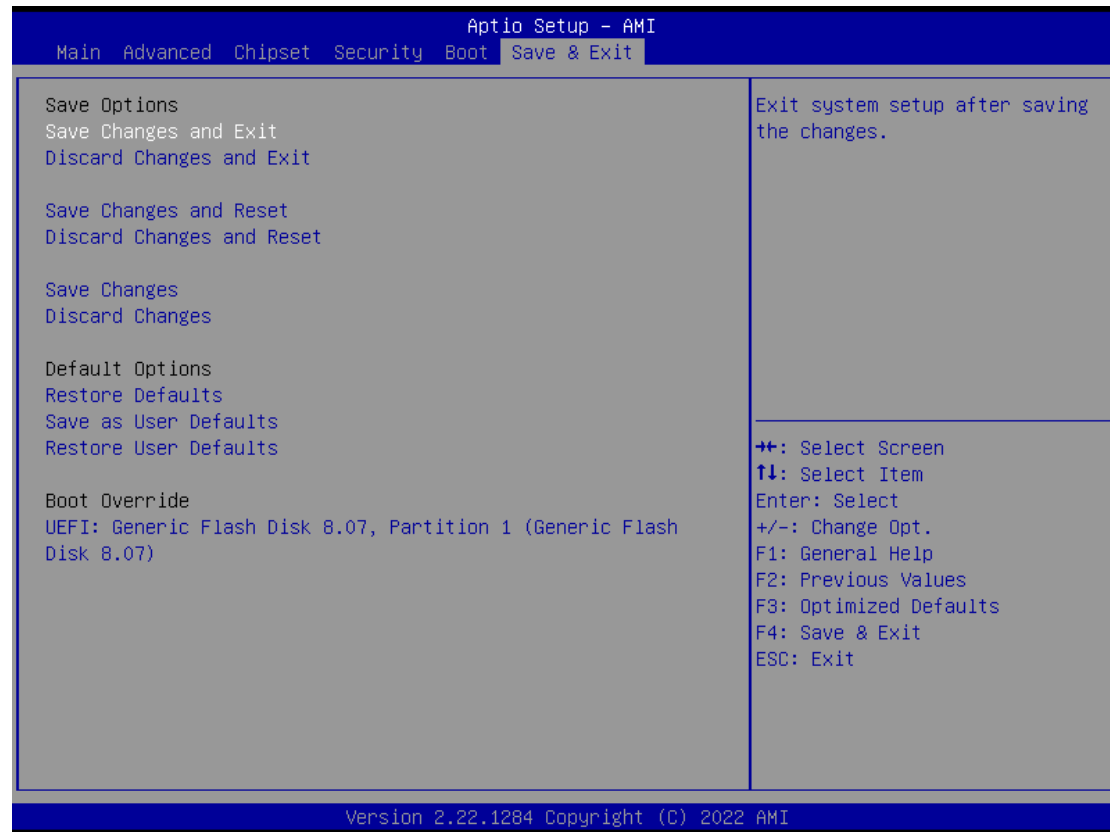 Aptio Setup – AMI
Main Advanced Chipset Security Boot Save & Exit
Save Options
Save Changes and Exit
Discard Changes and Exit
Save Changes and Reset
Discard Changes and Reset
Save Changes
Discard Changes
Default Options
Restore Defaults
Save as User Defaults
Restore User Defaults
Boot Override
UEFI: Generic Flash Disk 8.07, Partition 1 (Generic Flash
Disk 8.07)
Exit system setup after saving
the changes.
→←: Select Screen
↑↓: Select Item
Enter: Select
+/-: Change Opt.
F1: General Help
F2: Previous Values
F3: Optimized Defaults
F4: Save & Exit
ESC: Exit
Version 2.22.1284 Copyright (C) 2022 AMI